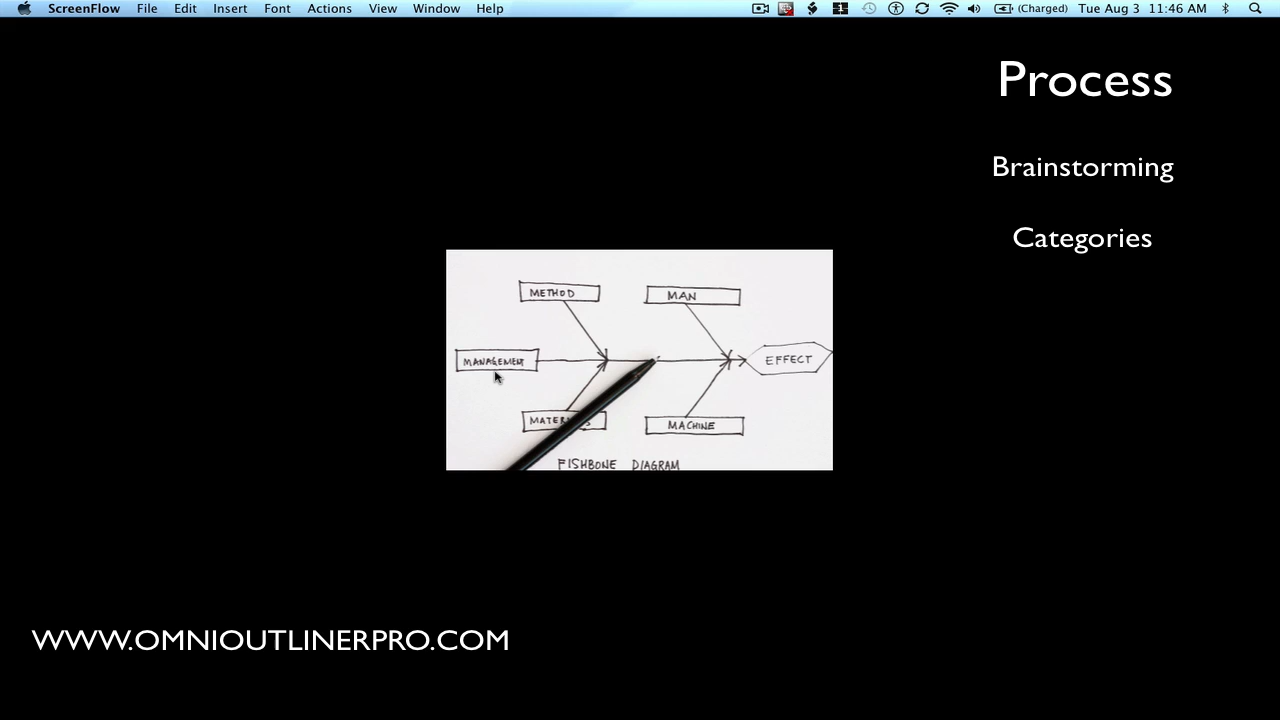 ScreenFlow File Edit Insert Font Actions View Window Help (Charged) Tue Aug 3 11:46 AM
Process
Brainstorming
Categories
METHOD MAN
MANAGEMENT EFFECT
MACHINE
FISHBONE DIAGRAM
WWW.OMNIOUTLINERPRO.COM